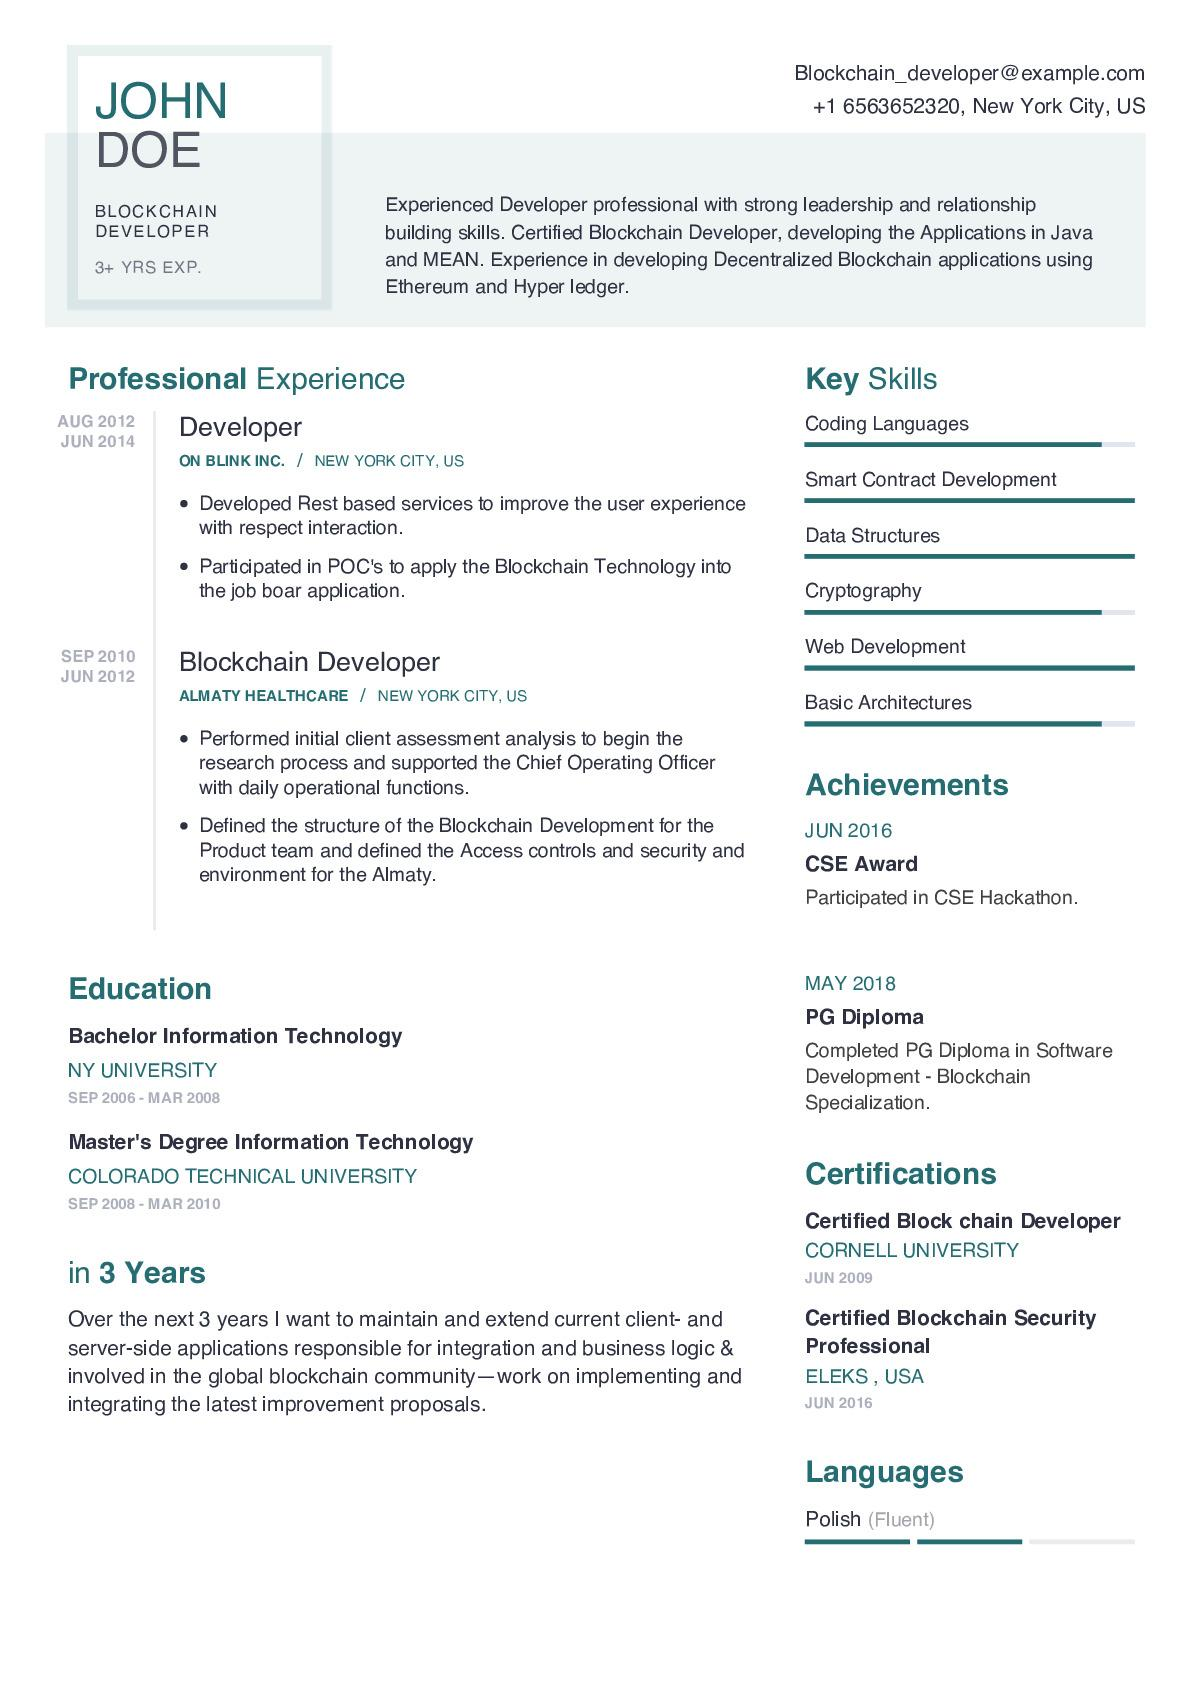 JOHN
DOE
BLOCKCHAIN
DEVELOPER
3+ YRS EXP.
Blockchain_developer@example.com
+1 6563652320, New York City, US
Experienced Developer professional with strong leadership and relationship
building skills. Certified Blockchain Developer, developing the Applications in Java
and MEAN. Experience in developing Decentralized Blockchain applications using
Ethereum and Hyper ledger.
Professional Experience
AUG 2012
JUN 2014
Developer
ON BLINK INC. / NEW YORK CITY, US
• Developed Rest based services to improve the user experience
with respect interaction.
• Participated in POC's to apply the Blockchain Technology into
the job boar application.
SEP 2010
JUN 2012
Blockchain Developer
ALMATY HEALTHCARE / NEW YORK CITY, US
• Performed initial client assessment analysis to begin the
research process and supported the Chief Operating Officer
with daily operational functions.
• Defined the structure of the Blockchain Development for the
Product team and defined the Access controls and security and
environment for the Almaty.
Education
Bachelor Information Technology
NY UNIVERSITY
SEP 2006 - MAR 2008
Master's Degree Information Technology
COLORADO TECHNICAL UNIVERSITY
SEP 2008 - MAR 2010
in 3 Years
Over the next 3 years I want to maintain and extend current client- and
server-side applications responsible for integration and business logic &
involved in the global blockchain community—work on implementing and
integrating the latest improvement proposals.
Key Skills
Coding Languages
Smart Contract Development
Data Structures
Cryptography
Web Development
Basic Architectures
Achievements
JUN 2016
CSE Award
Participated in CSE Hackathon.
MAY 2018
PG Diploma
Completed PG Diploma in Software
Development - Blockchain
Specialization.
Certifications
Certified Block chain Developer
CORNELL UNIVERSITY
JUN 2009
Certified Blockchain Security
Professional
ELEKS , USA
JUN 2016
Languages
Polish (Fluent)